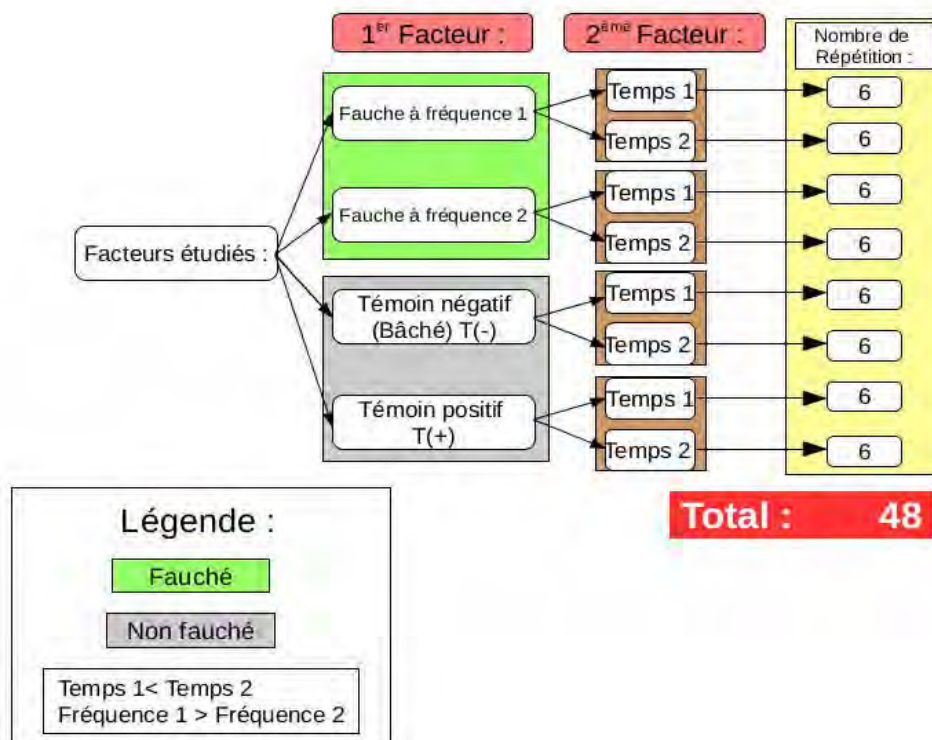 1er Facteur :
2ème Facteur :
Nombre de
Répétition :
Fauche à fréquence 1
Temps 1
6
Temps 2
6
Fauche à fréquence 2
Temps 1
6
Temps 2
6
Facteurs étudiés :
Témoin négatif
(Bâché) T(-)
Temps 1
6
Temps 2
6
Témoin positif
T(+)
Temps 1
6
Temps 2
6
Total : 48
Légende :
Fauché
Non fauché
Temps 1< Temps 2
Fréquence 1 > Fréquence 2